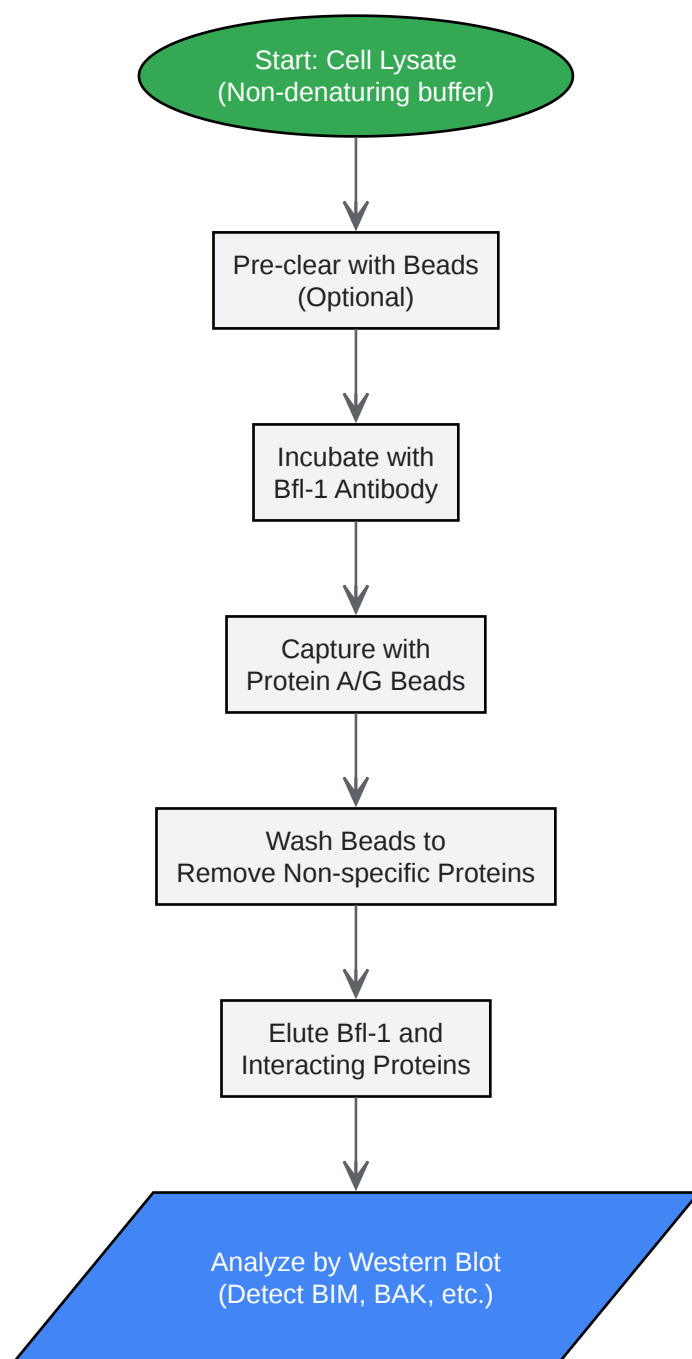 Start: Cell Lysate
(Non-denaturing buffer)
Pre-clear with Beads
(Optional)
Incubate with
Bfl-1 Antibody
Capture with
Protein A/G Beads
Wash Beads to
Remove Non-specific Proteins
Elute Bfl-1 and
Interacting Proteins
Analyze by Western Blot
(Detect BIM, BAK, etc.)